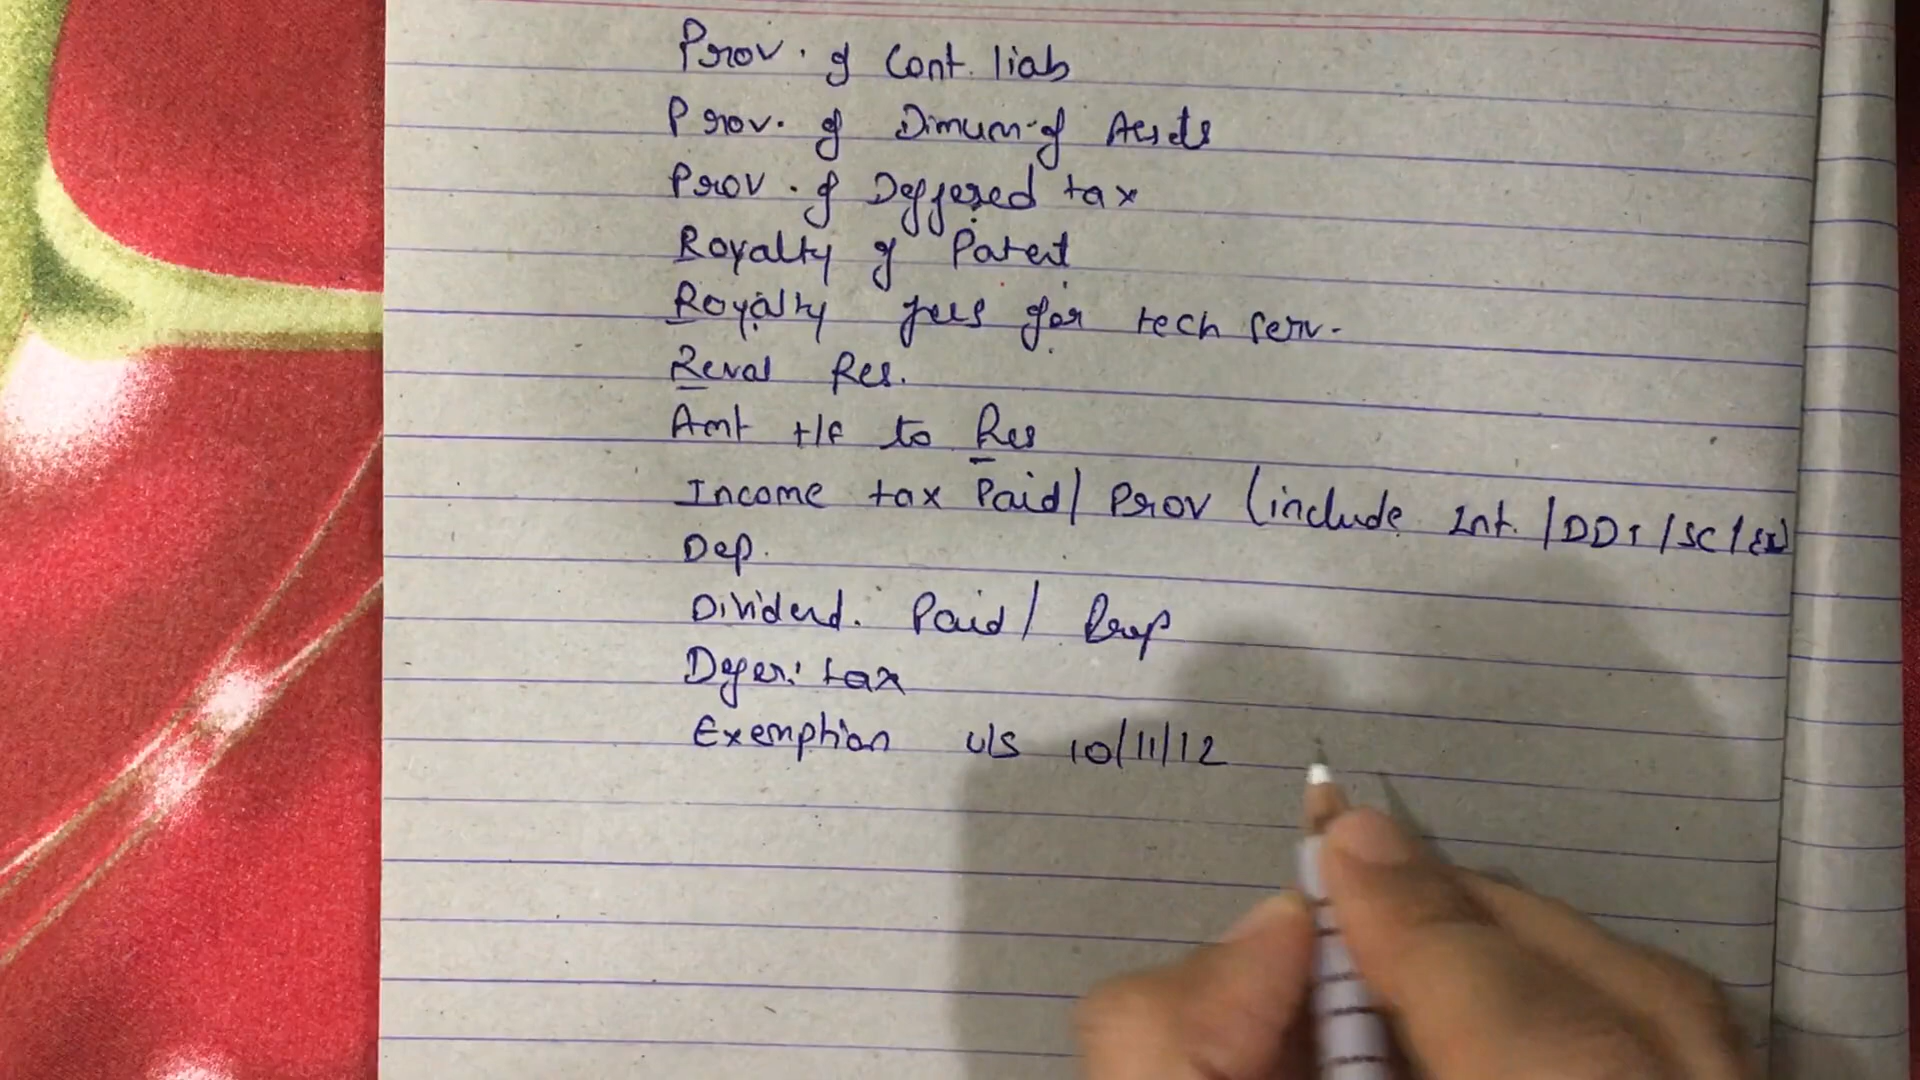 Prov. of Cont. liab
Prov. of Dimun. of Assets
Prov. of Deffered tax
Royalty of Patent
Royalty fees for tech serv.
Reval Res.
Amt t/f to Res
Income tax Paid/ Prov (include Int. /DDT /SC /
Dep.
Dividend. Paid/ Prop
Defer. tax
Exemption u/s 10/11/12